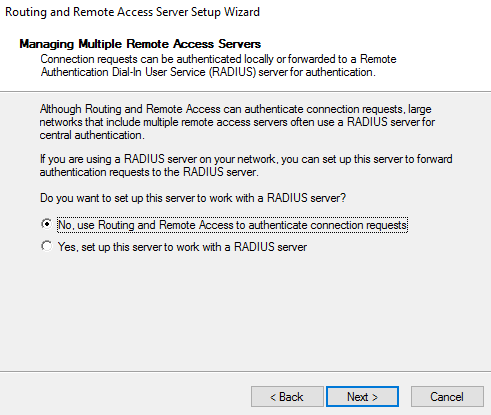 Routing and Remote Access Server Setup Wizard
Managing Multiple Remote Access Servers
Connection requests can be authenticated locally or forwarded to a Remote
Authentication Dial-In User Service (RADIUS) server for authentication.
Although Routing and Remote Access can authenticate connection requests, large
networks that include multiple remote access servers often use a RADIUS server for
central authentication.
If you are using a RADIUS server on your network, you can set up this server to forward
authentication requests to the RADIUS server.
Do you want to set up this server to work with a RADIUS server?
No, use Routing and Remote Access to authenticate connection requests
Yes, set up this server to work with a RADIUS server
< Back
Next >
Cancel